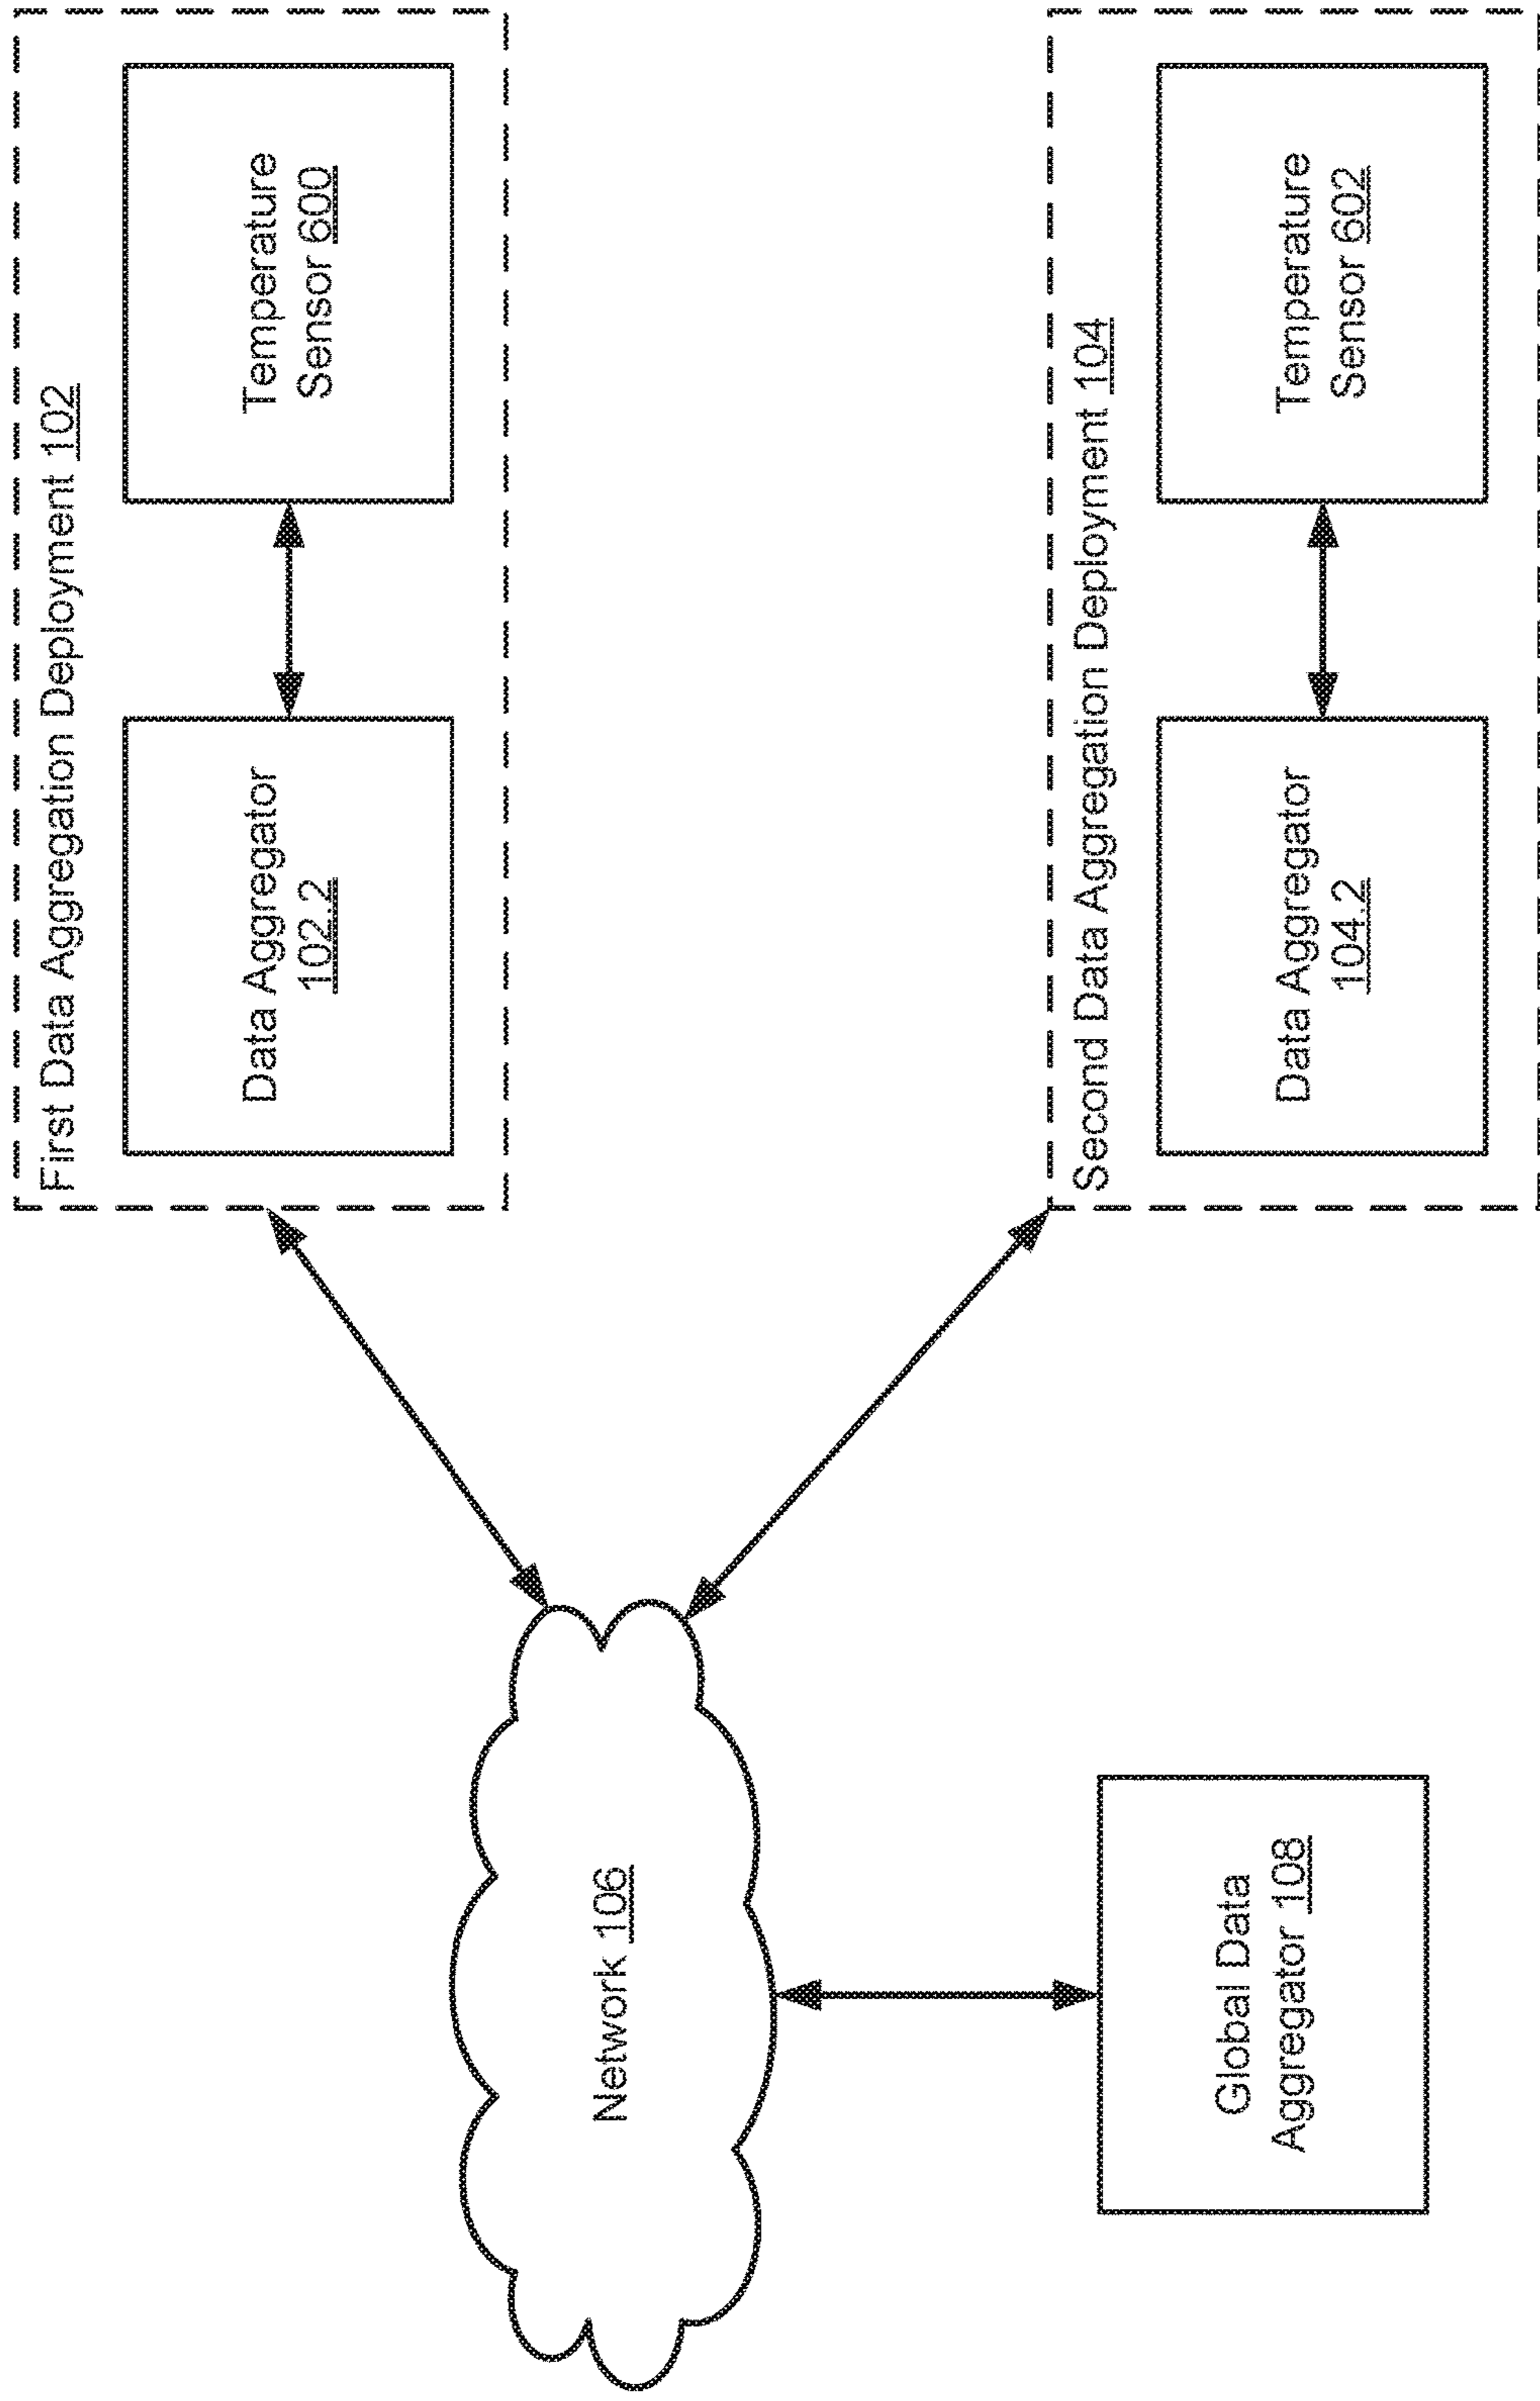 First Data Aggregation Deployment 102
Data Aggregator
102.2
Temperature
Sensor 600
Network 106
Global Data
Aggregator 108
Second Data Aggregation Deployment 104
Data Aggregator
104.2
Temperature
Sensor 602